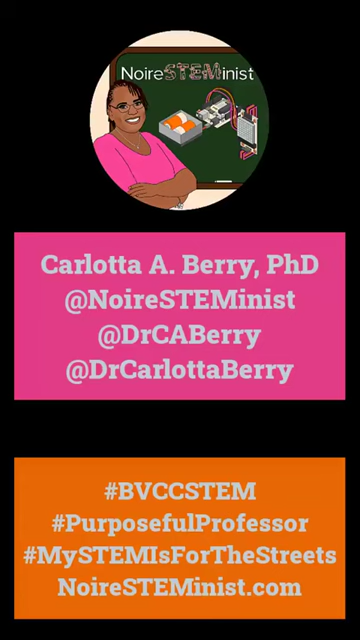 NoireSTEMinist
Carlotta A. Berry, PhD
@NoireSTEMinist
@DrCABerry
@DrCarlottaBerry
#BVCCSTEM
#PurposefulProfessor
#MySTEMIsForTheStreets
NoireSTEMinist.com